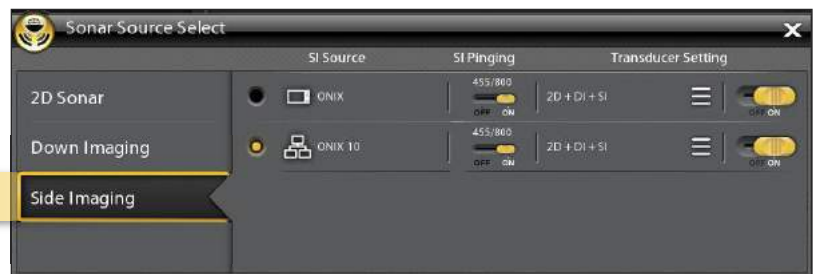 Sonar Source Select
SI Source SI Pinging Transducer Setting
2D Sonar
Down Imaging
Side Imaging
ONIX
455/800
OFF ON
2D + DI + SI
OFF ON
ONIX 10
455/800
OFF ON
2D + DI + SI
OFF ON